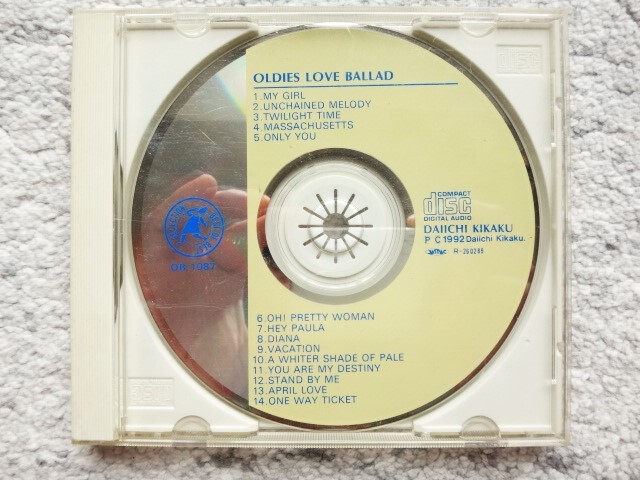 OLDIES LOVE BALLAD
1.MY GIRL
2.UNCHAINED MELODY
3.TWILIGHT TIME
4.MASSACHUSETTS
5.ONLY YOU
COMPACT
disc
DIGITAL AUDIO
DAIICHI KIKAKU
P C 1992 Daiichi Kikaku.
6.OH! PRETTY WOMAN
7.HEY PAULA
8.DIANA
9.VACATION
10 A WHITER SHADE OF PALE
11.YOU ARE MY DESTINY
12.STAND BY ME
13.APRIL LOVE
14.ONE WAY TICKET